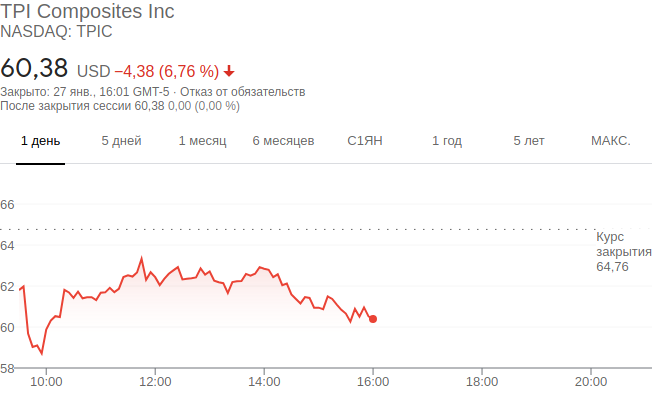 TPI Composites Inc
NASDAQ: TPIC
60,38 USD −4,38 (6,76 %)
Закрыто: 27 янв., 16:01 GMT-5 · Отказ от обязательств
После закрытия сессии 60,38 0,00 (0,00 %)
1 день 5 дней 1 месяц 6 месяцев С1ЯН 1 год 5 лет МАКС.
66
64
62
60
58
Курс
закрытия
64,76
10:00 12:00 14:00 16:00 18:00 20:00